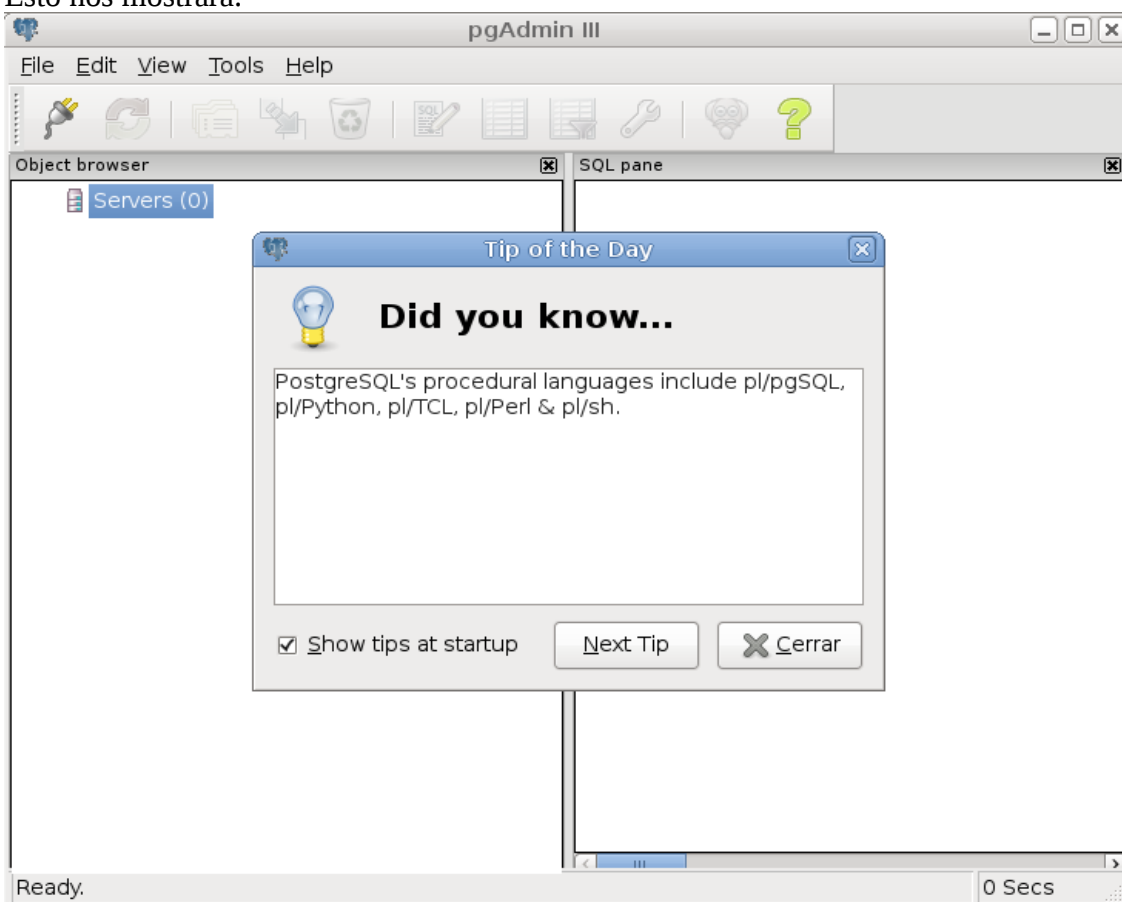 Esto nos mostrará:
pgAdmin III
File Edit View Tools Help
SQL
Object browser
SQL pane
Servers (0)
Tip of the Day
Did you know...
PostgreSQL's procedural languages include pl/pgSQL,
pl/Python, pl/TCL, pl/Perl & pl/sh.
Show tips at startup
Next Tip
Cerrar
Ready.
0 Secs